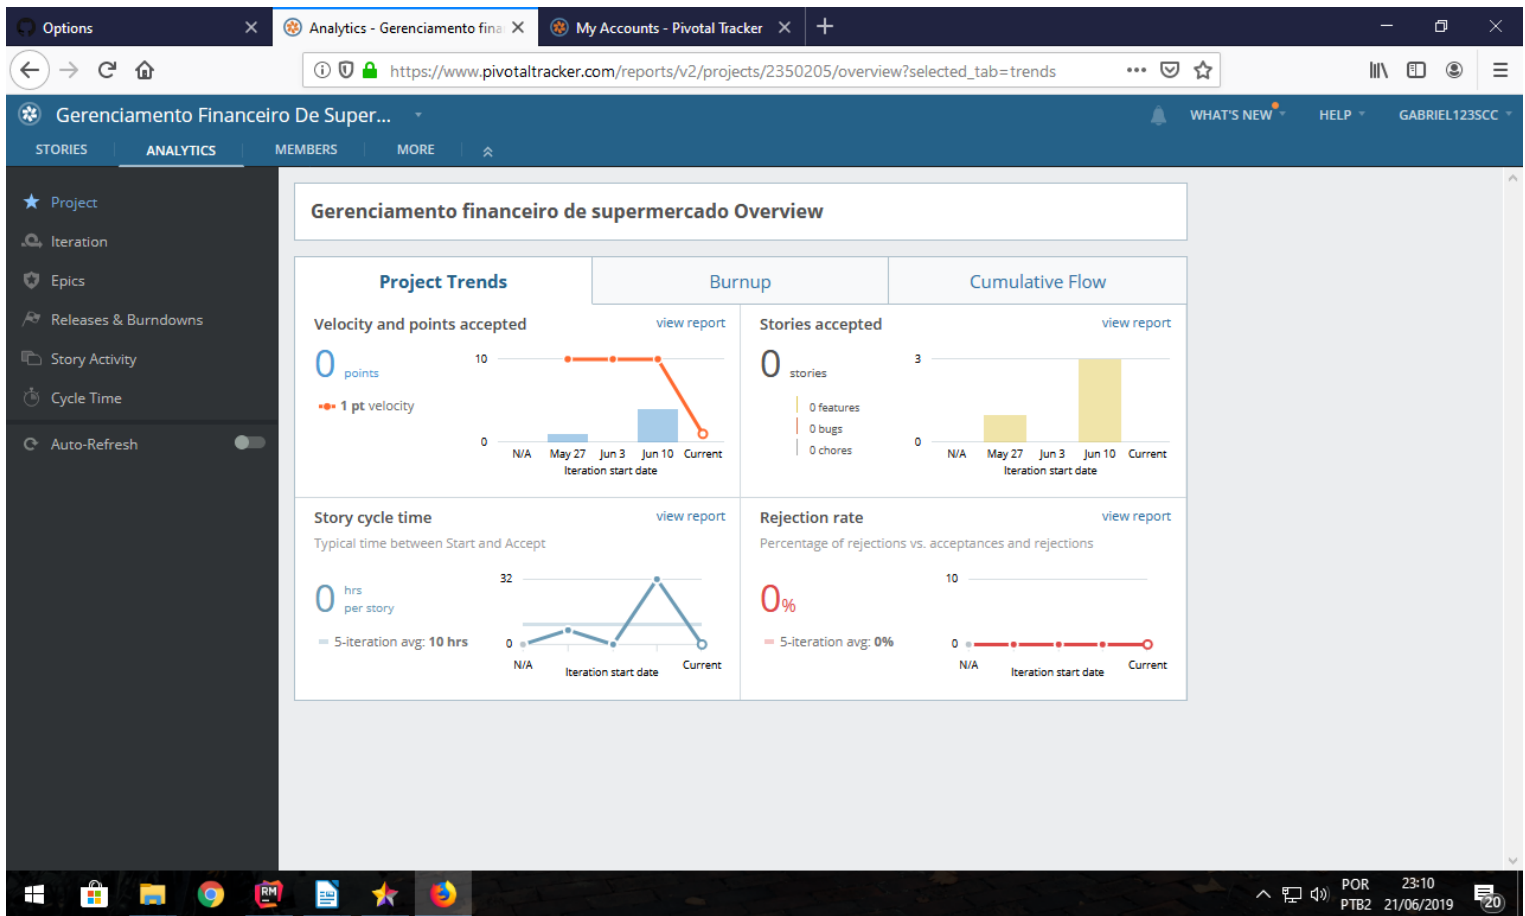 Options
Analytics - Gerenciamento fina
My Accounts - Pivotal Tracker
https://www.pivotaltracker.com/reports/v2/projects/2350205/overview?selected_tab=trends
Gerenciamento Financeiro De Super...
WHAT'S NEW
HELP
GABRIEL123SCC
STORIES
ANALYTICS
MEMBERS
MORE
Project
Iteration
Epics
Releases & Burndowns
Story Activity
Cycle Time
Auto-Refresh
Gerenciamento financeiro de supermercado Overview
Project Trends
Burnup
Cumulative Flow
Velocity and points accepted
view report
0 points
1 pt velocity
10
0
N/A May 27 Jun 3 Jun 10 Current
Iteration start date
Stories accepted
view report
0 stories
0 features
0 bugs
0 chores
3
0
N/A May 27 Jun 3 Jun 10 Current
Iteration start date
Story cycle time
view report
Typical time between Start and Accept
0 hrs
per story
5-iteration avg: 10 hrs
32
0
N/A Current
Iteration start date
Rejection rate
view report
Percentage of rejections vs. acceptances and rejections
0%
5-iteration avg: 0%
10
0
N/A Current
Iteration start date
RM
POR
PTB2
23:10
21/06/2019
20